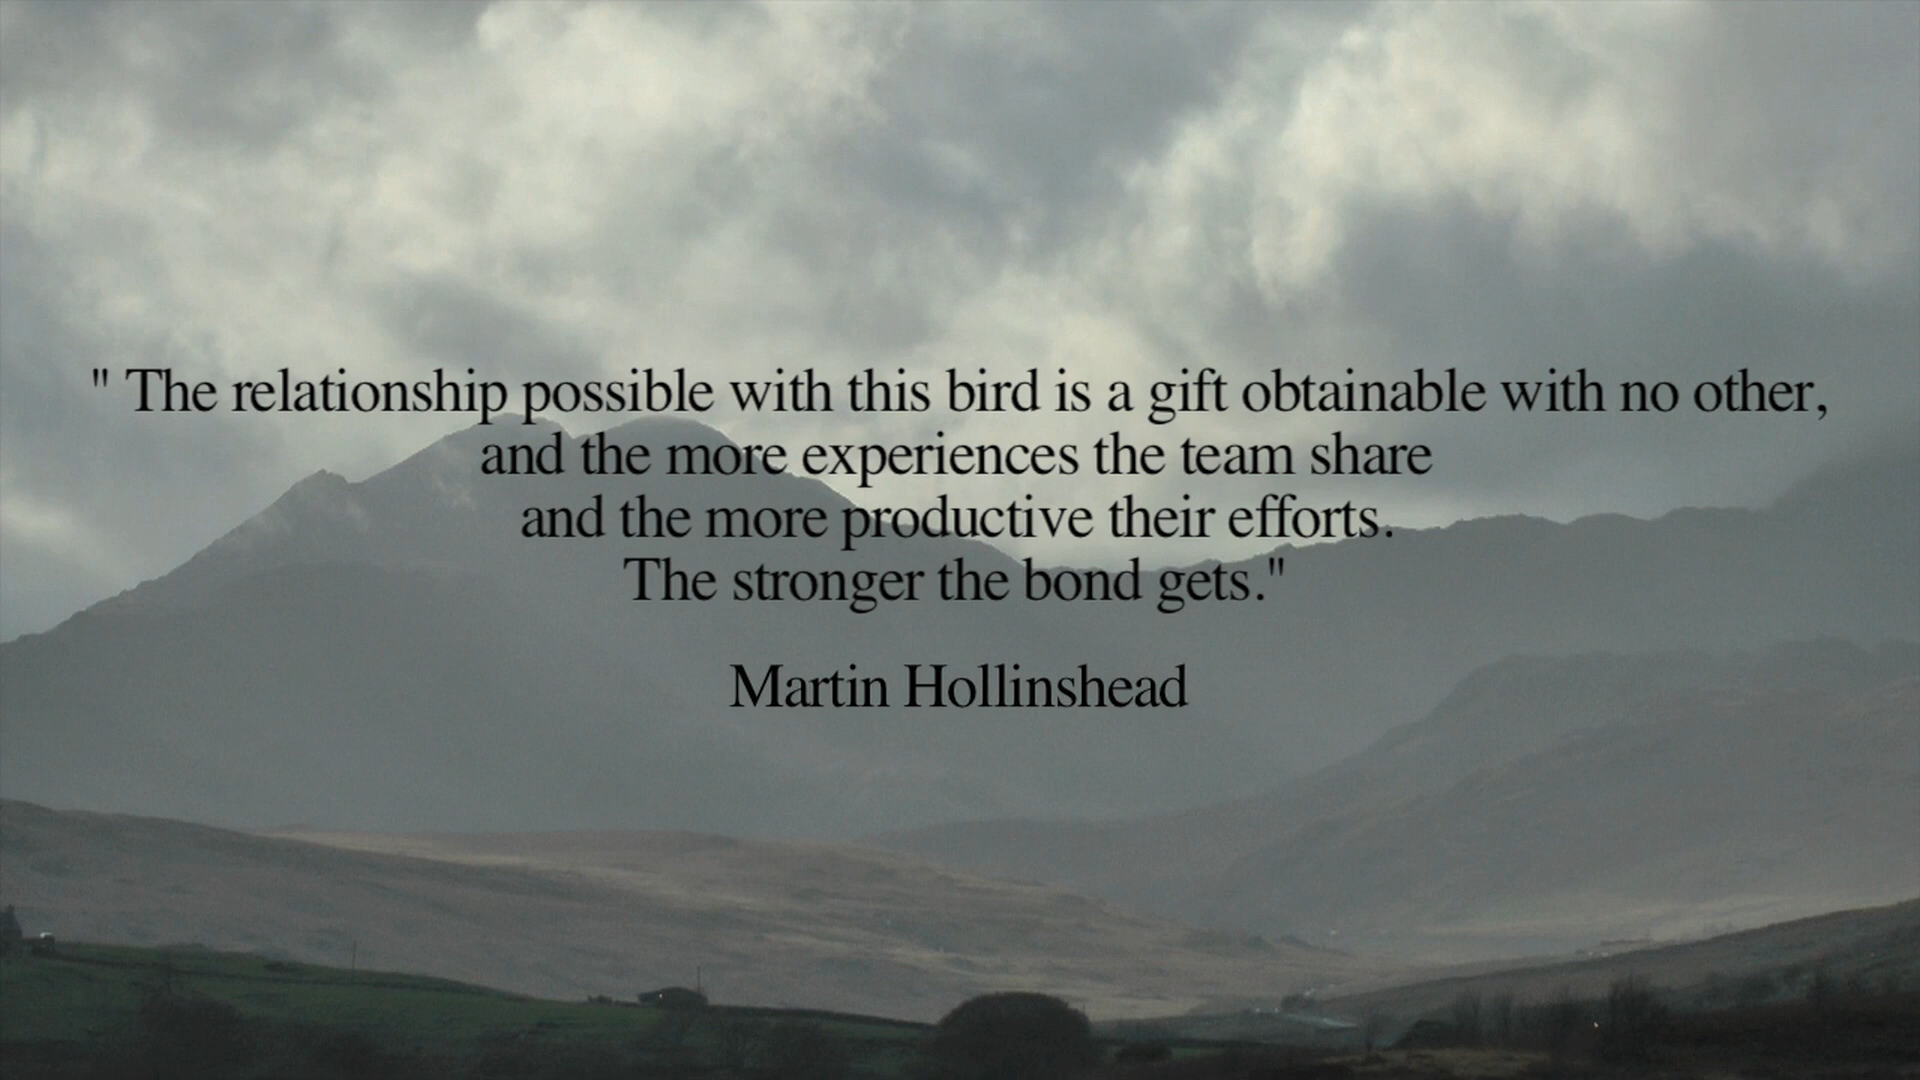 " The relationship possible with this bird is a gift obtainable with no other,
and the more experiences the team share
and the more productive their efforts.
The stronger the bond gets."
Martin Hollinshead